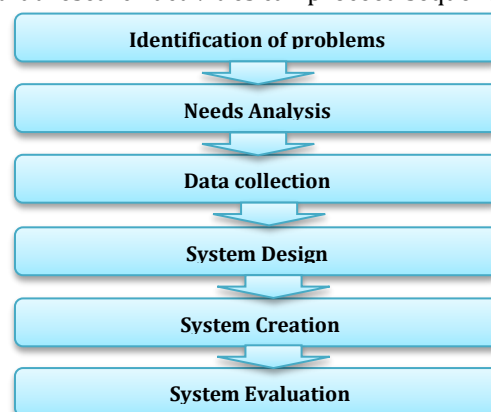 Identification of problems
Needs Analysis
Data collection
System Design
System Creation
System Evaluation